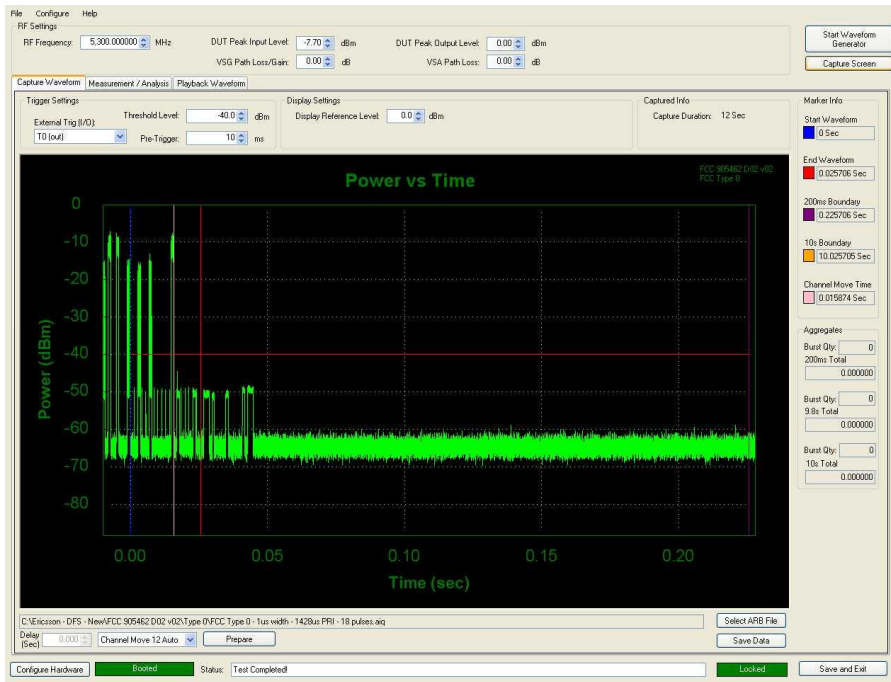 File Configure Help
RF Settings
RF Frequency: 5,300.000000 MHz
DUT Peak Input Level: -7.70 dBm
DUT Peak Output Level: 0.00 dBm
VSG Path Loss/Gain: 0.00 dB
VSA Path Loss: 0.00 dB
Start Waveform Generator
Capture Screen
Capture Waveform Measurement / Analysis Playback Waveform
Trigger Settings
External Trig (I/O):
T0 (out)
Threshold Level: -40.0 dBm
Pre-Trigger: 10 ms
Display Settings
Display Reference Level: 0.0 dBm
Captured Info
Capture Duration: 12 Sec
Marker Info
Start Waveform
0 Sec
End Waveform
0.025706 Sec
200ms Boundary
0.225706 Sec
10s Boundary
10.025705 Sec
Channel Move Time
0.015874 Sec
Aggregates
Burst Qty: 0
200ms Total
0.000000
Burst Qty: 0
9.8s Total
0.000000
Burst Qty: 0
10s Total
0.000000
Power vs Time
FCC 905462 D02 v02
FCC Type 0
Power (dBm)
0
-10
-20
-30
-40
-50
-60
-70
-80
0.00 0.05 0.10 0.15 0.20
Time (sec)
C:\Ericsson - DFS - New\FCC 905462 D02 v02\Type 0\FCC Type 0 - 1us width - 1428us PRI - 18 pulses.aiq
Select ARB File
Delay (Sec) 0.000 Channel Move 12 Auto Prepare
Save Data
Configure Hardware Booted Status: Test Completed! Locked Save and Exit